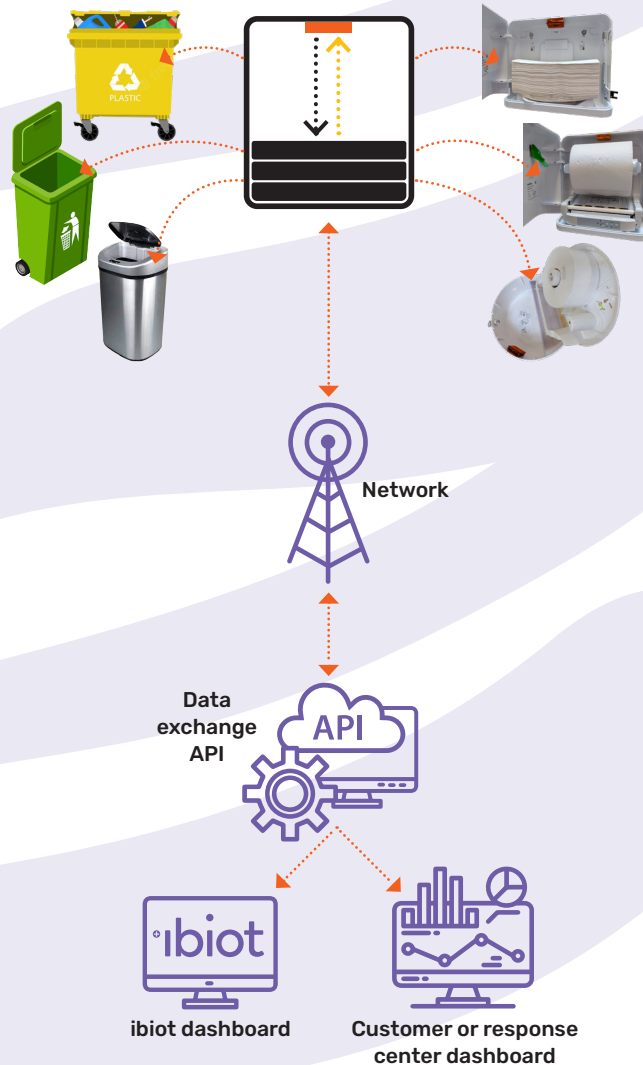 PLASTIC
Network
Data
exchange
API
API
ibiot
ibiot dashboard
Customer or response
center dashboard